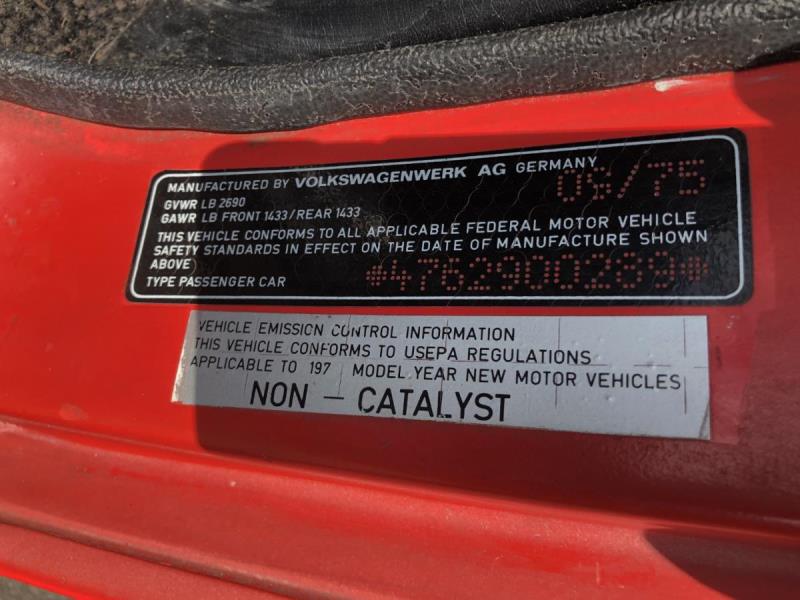 MANUFACTURED BY VOLKSWAGENWERK AG GERMANY
GVWR LB 2690
GAWR LB FRONT 1433/REAR 1433
THIS VEHICLE CONFORMS TO ALL APPLICABLE FEDERAL MOTOR VEHICLE
SAFETY STANDARDS IN EFFECT ON THE DATE OF MANUFACTURE SHOWN
ABOVE *4762900289*
TYPE PASSENGER CAR
VEHICLE EMISSION CONTROL INFORMATION
THIS VEHICLE CONFORMS TO USEPA REGULATIONS
APPLICABLE TO 197 MODEL YEAR NEW MOTOR VEHICLES
NON – CATALYST